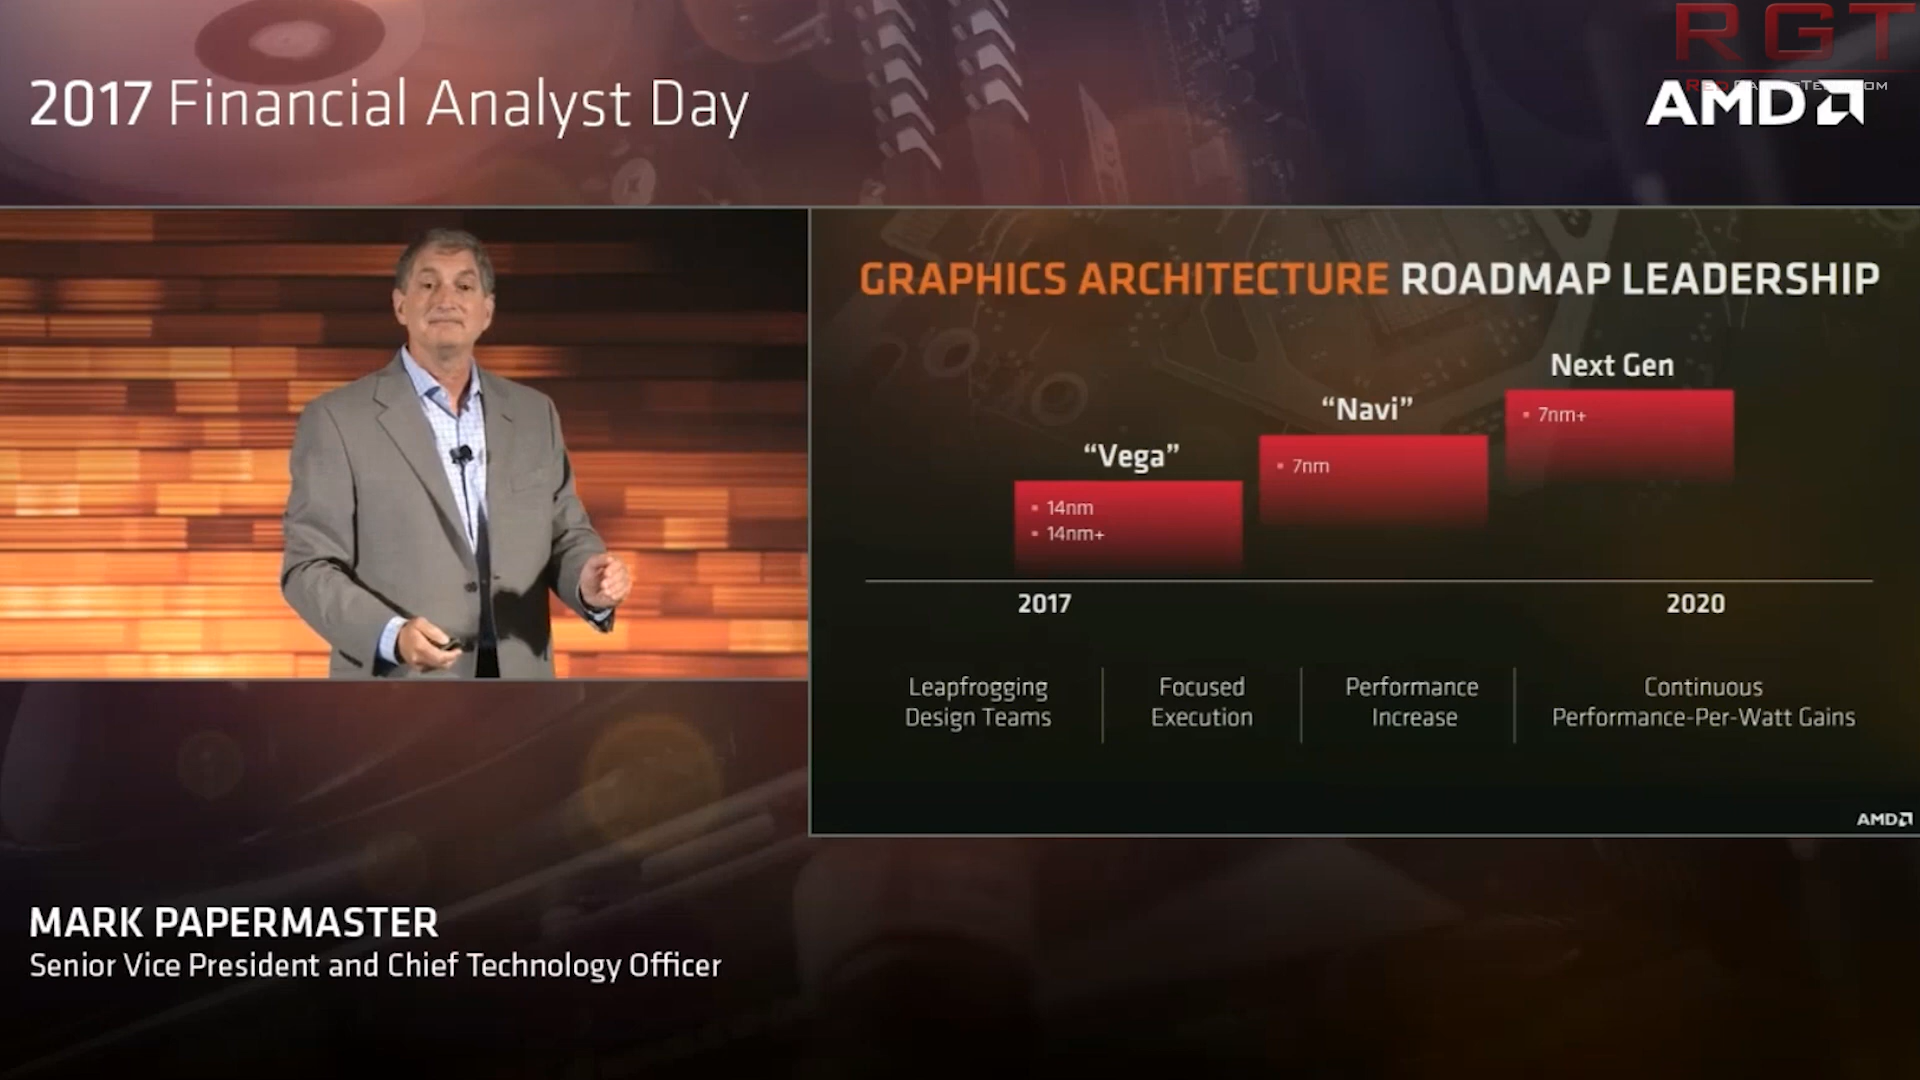 RGT
2017 Financial Analyst Day
AMD
GRAPHICS ARCHITECTURE ROADMAP LEADERSHIP
Next Gen
▪ 7nm+
“Navi”
▪ 7nm
“Vega”
▪ 14nm
▪ 14nm+
2017
2020
Leapfrogging
Design Teams
Focused
Execution
Performance
Increase
Continuous
Performance-Per-Watt Gains
AMD
MARK PAPERMASTER
Senior Vice President and Chief Technology Officer